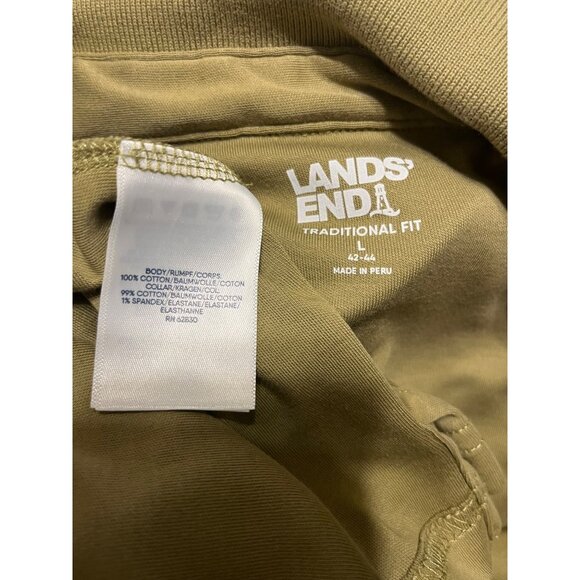 LANDS'
END
TRADITIONAL FIT
L
42-44
MADE IN PERU
BODY/RUMPF/CORPS:
100% COTTON/BAUMWOLLE/COTON
COLLAR/KRAGEN/COL:
99% COTTON/BAUMWOLLE/COTON
1% SPANDEX/ELASTANE/ELASTANE/
ELASTHANNE
RN 62830